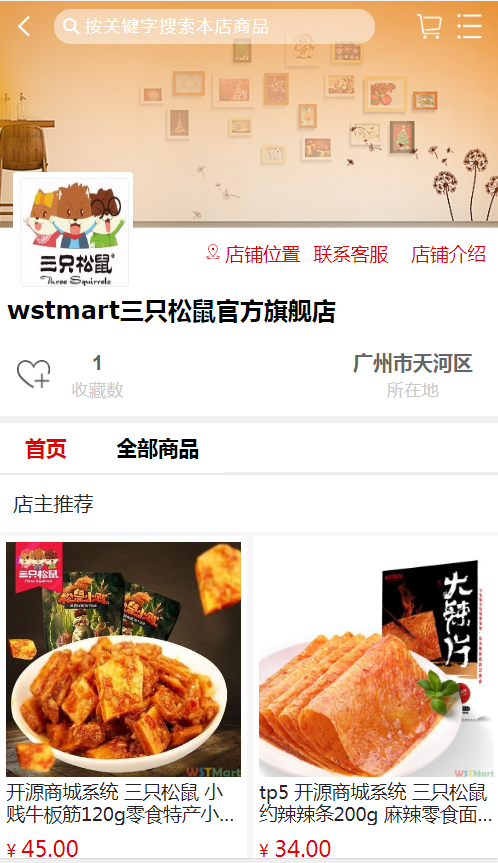 按关键字搜索本店商品
三只松鼠
Three Squirrels
店铺位置 联系客服 店铺介绍
wstmart三只松鼠官方旗舰店
1 广州市天河区
收藏数 所在地
首页 全部商品
店主推荐
三只松鼠
Three Squirrels
松鼠小贱
火辣片
WSTMart
WSTMart
开源商城系统 三只松鼠 小
贱牛板筋120g零食特产小...
¥ 45.00
tp5 开源商城系统 三只松鼠
约辣辣条200g 麻辣零食面...
¥ 34.00